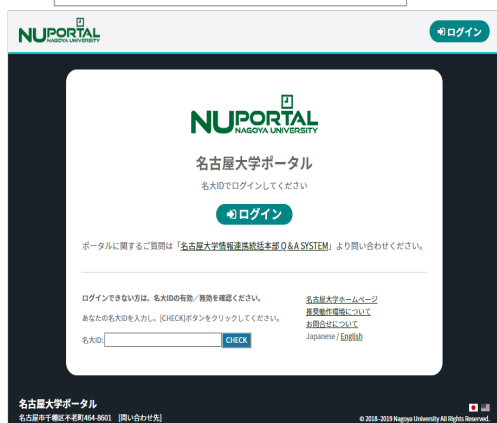 NUPORTAL
NAGOYA UNIVERSITY
ログイン
NUPORTAL
NAGOYA UNIVERSITY
名古屋大学ポータル
名大IDでログインしてください
ログイン
ポータルに関するご質問は「名古屋大学情報連携統括本部 Q & A SYSTEM」より問い合わせください。
ログインできない方は、名大IDの有効／無効を確認ください。
あなたの名大IDを入力し、[CHECK]ボタンをクリックしてください。
名大ID: CHECK
名古屋大学ホームページ
推奨動作環境について
お問合せについて
Japanese / English
名古屋大学ポータル
名古屋市千種区不老町464-8601 [問い合わせ先]
© 2018-2019 Nagoya University All Rights Reserved.